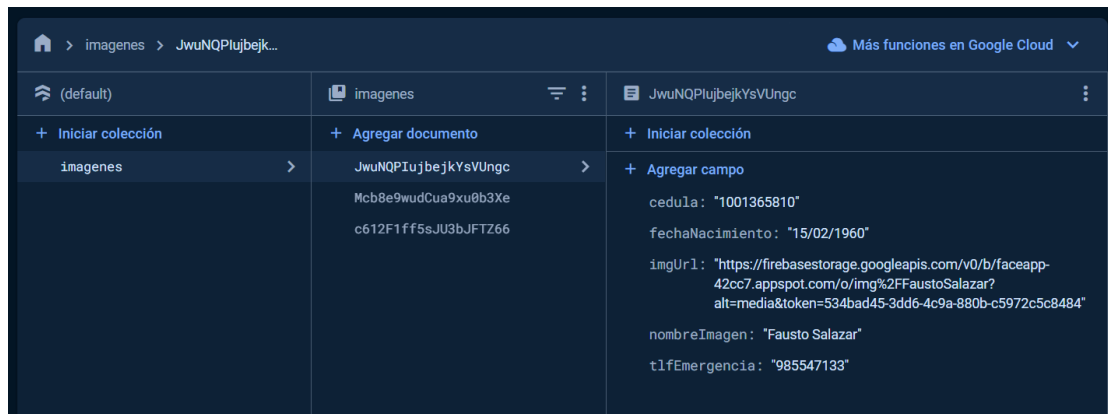 imagenes > JwuNQPIujbejk...
Más funciones en Google Cloud
(default)
imagenes
JwuNQPIujbejkYsVUngc
+ Iniciar colección
+ Agregar documento
+ Iniciar colección
imagenes
JwuNQPIujbejkYsVUngc
Mcb8e9wudCua9xu0b3Xe
c612F1ff5sJU3bJFTZ66
+ Agregar campo
cedula: "1001365810"
fechaNacimiento: "15/02/1960"
imgUrl: "https://firebasestorage.googleapis.com/v0/b/faceapp-
42cc7.appspot.com/o/img%2FFaustoSalazar?
alt=media&token=534bad45-3dd6-4c9a-880b-c5972c5c8484"
nombreImagen: "Fausto Salazar"
tlfEmergencia: "985547133"